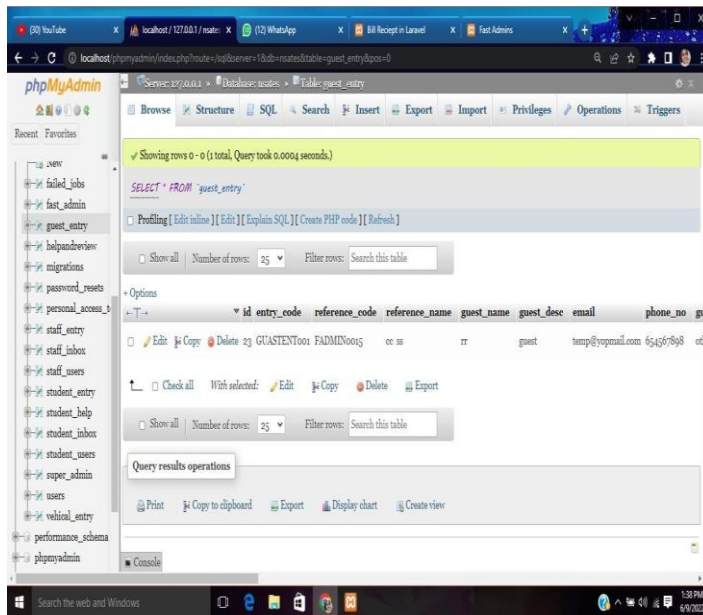 (30) YouTube
localhost / 127.0.0.1 / nsates
(12) WhatsApp
Bill Reciept in Laravel
Fast Admins
localhost/phpmyadmin/index.php?route=/sql&server=1&db=nsates&table=guest_entry&pos=0
phpMyAdmin
Server: 127.0.0.1 » Database: nsates » Table: guest_entry
Browse Structure SQL Search Insert Export Import Privileges Operations Triggers
Recent Favorites
New
failed_jobs
fast_admin
guest_entry
helpandreview
migrations
password_resets
personal_access_t
staff_entry
staff_inbox
staff_users
student_entry
student_help
student_inbox
student_users
super_admin
users
vehical_entry
performance_schema
phpmyadmin
Showing rows 0 - 0 (1 total, Query took 0.0004 seconds.)
SELECT * FROM `guest_entry`
Profiling [ Edit inline ] [ Edit ] [ Explain SQL ] [ Create PHP code ] [ Refresh ]
Show all Number of rows: 25 Filter rows: Search this table
+ Options
←T→ ▼ id entry_code reference_code reference_name guest_name guest_desc email phone_no gu
Edit Copy Delete 23 GUASTENT001 FADMIN0015 cc ss rr guest temp@yopmail.com 654567898 oth
Check all With selected: Edit Copy Delete Export
Show all Number of rows: 25 Filter rows: Search this table
Query results operations
Print Copy to clipboard Export Display chart Create view
Console
Search the web and Windows
1:38 PM
6/9/2022